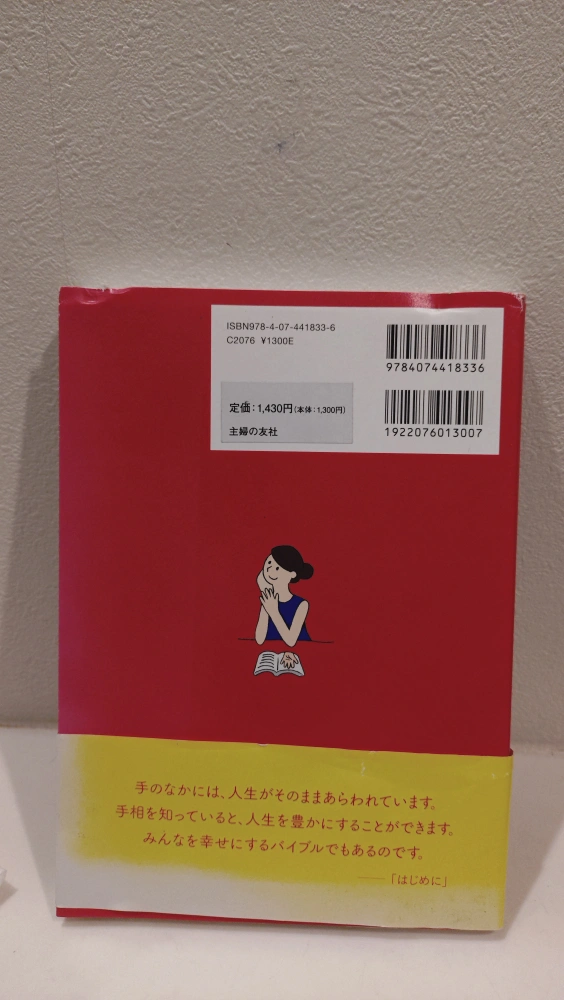 ISBN978-4-07-441833-6
C2076 ¥1300E
9784074418336
定価：1,430円（本体：1,300円）
主婦の友社
1922076013007
手のなかには、人生がそのままあらわれています。
手相を知っていると、人生を豊かにすることができます。
みんなを幸せにするバイブルでもあるのです。
——「はじめに」